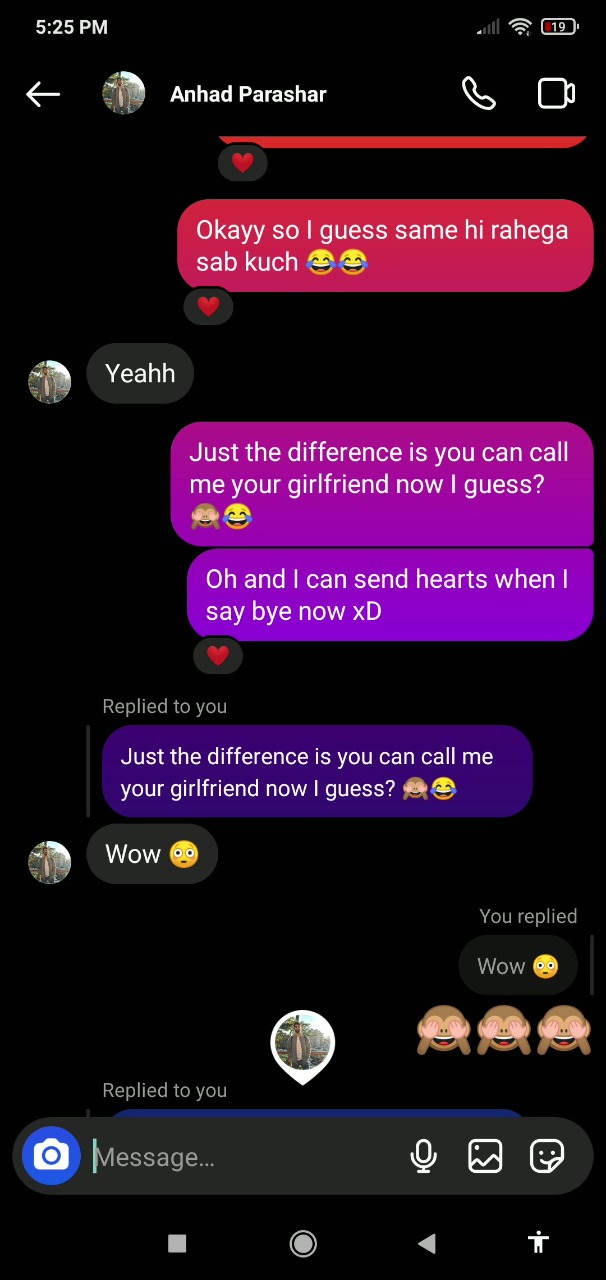 5:25 PM
19
Anhad Parashar
Okayy so I guess same hi rahega
sab kuch 😂😂
Yeahh
Just the difference is you can call
me your girlfriend now I guess?
🙈😂
Oh and I can send hearts when I
say bye now xD
Replied to you
Just the difference is you can call me
your girlfriend now I guess? 🙈😂
Wow 😳
You replied
Wow 😳
🙈🙈🙈
Replied to you
Message...